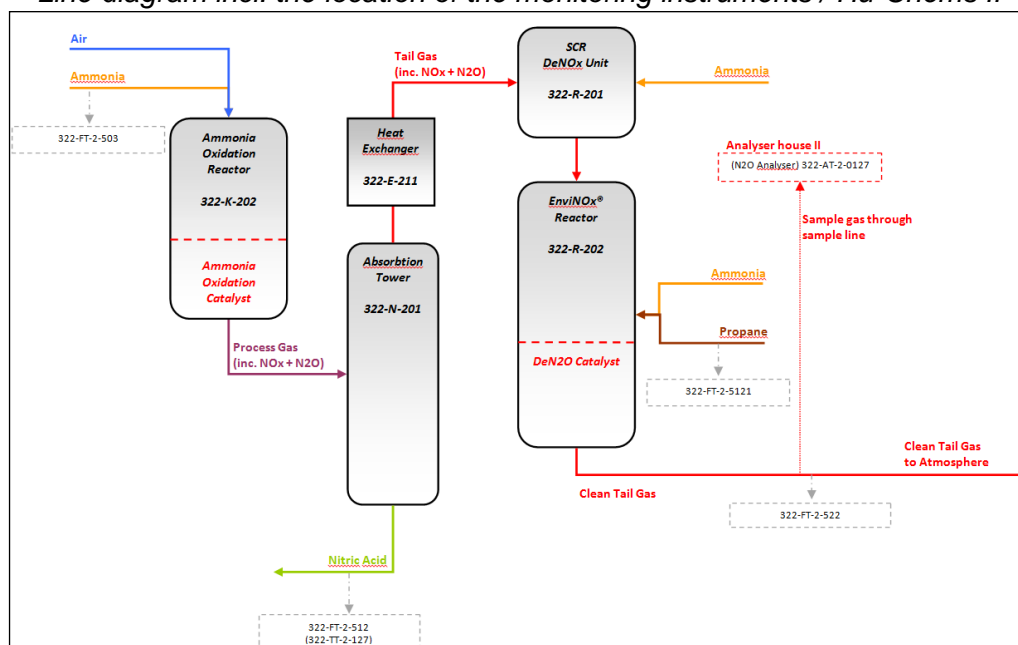 Line diagram incl. the location of the monitoring instruments / Hu-Chems II
Air
Ammonia
322-FT-2-503
Ammonia
Oxidation
Reactor
322-K-202
Ammonia
Oxidation
Catalyst
Process Gas
(inc. NOx + N2O)
Tail Gas
(inc. NOx + N2O)
Heat
Exchanger
322-E-211
Absorbtion
Tower
322-N-201
Nitric Acid
322-FT-2-512
(322-TT-2-127)
SCR
DeNOx Unit
322-R-201
Ammonia
EnviNOx®
Reactor
322-R-202
DeN2O Catalyst
Ammonia
Propane
322-FT-2-5121
Analyser house II
(N2O Analyser) 322-AT-2-0127
Sample gas through
sample line
Clean Tail Gas
to Atmosphere
Clean Tail Gas
322-FT-2-522